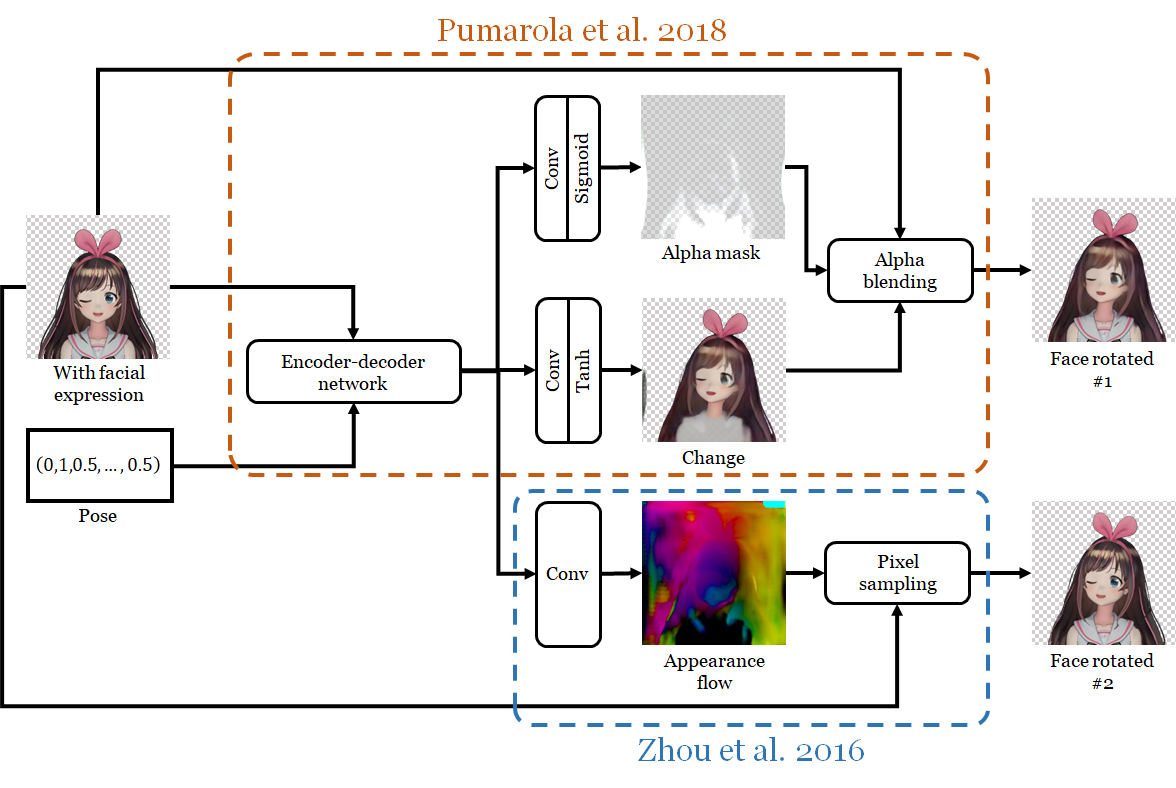 Pumarola et al. 2018
Conv
Sigmoid
Alpha mask
Alpha
blending
With facial
expression
Encoder-decoder
network
Conv
Tanh
Change
Face rotated
#1
(0,1,0.5, ... , 0.5)
Pose
Conv
Appearance
flow
Pixel
sampling
Face rotated
#2
Zhou et al. 2016